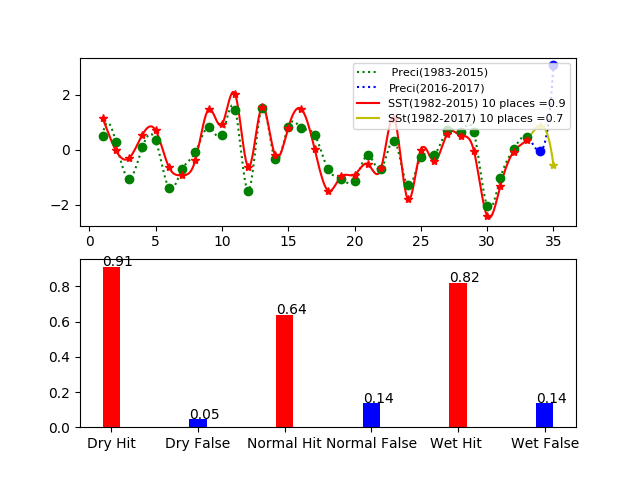 Preci(1983-2015)
Preci(2016-2017)
SST(1982-2015) 10 places =0.9
SSt(1982-2017) 10 places =0.7
2
0
−2
0 5 10 15 20 25 30 35
0.91
0.64
0.82
0.05
0.14
0.14
0.8
0.6
0.4
0.2
0.0
Dry Hit Dry False Normal Hit Normal False Wet Hit Wet False